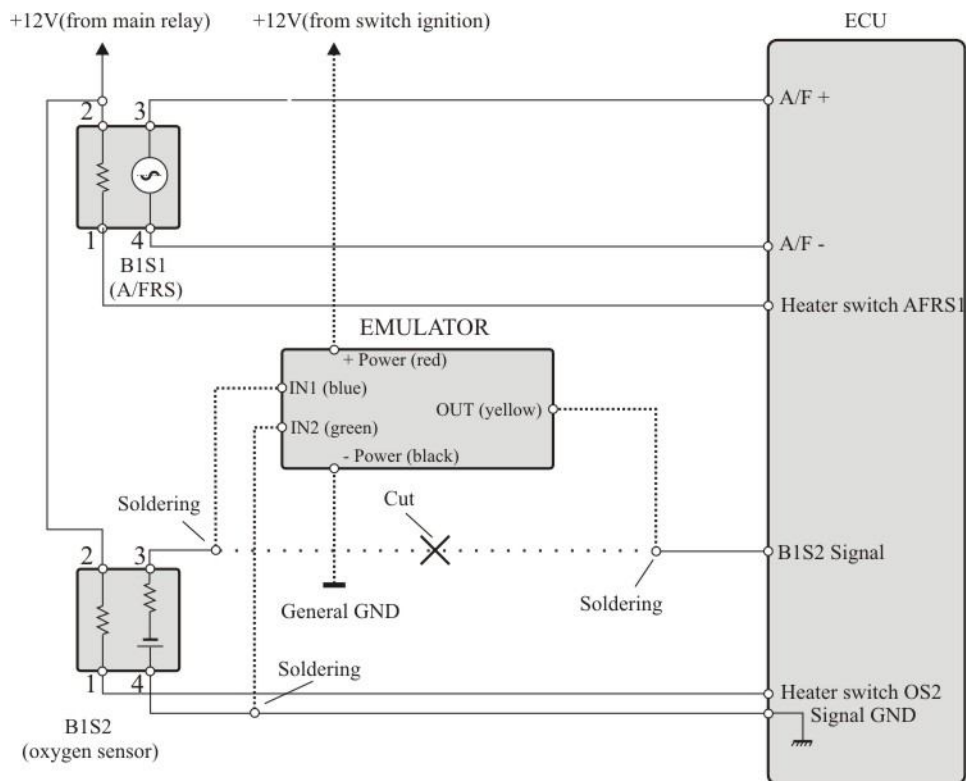 +12V(from main relay)
+12V(from switch ignition)
ECU
2
3
A/F +
1
4
A/F -
B1S1
(A/FRS)
Heater switch AFRS1
EMULATOR
+ Power (red)
IN1 (blue)
OUT (yellow)
IN2 (green)
- Power (black)
Soldering
Cut
2
3
B1S2 Signal
General GND
Soldering
Soldering
1
4
Heater switch OS2
Signal GND
B1S2
(oxygen sensor)